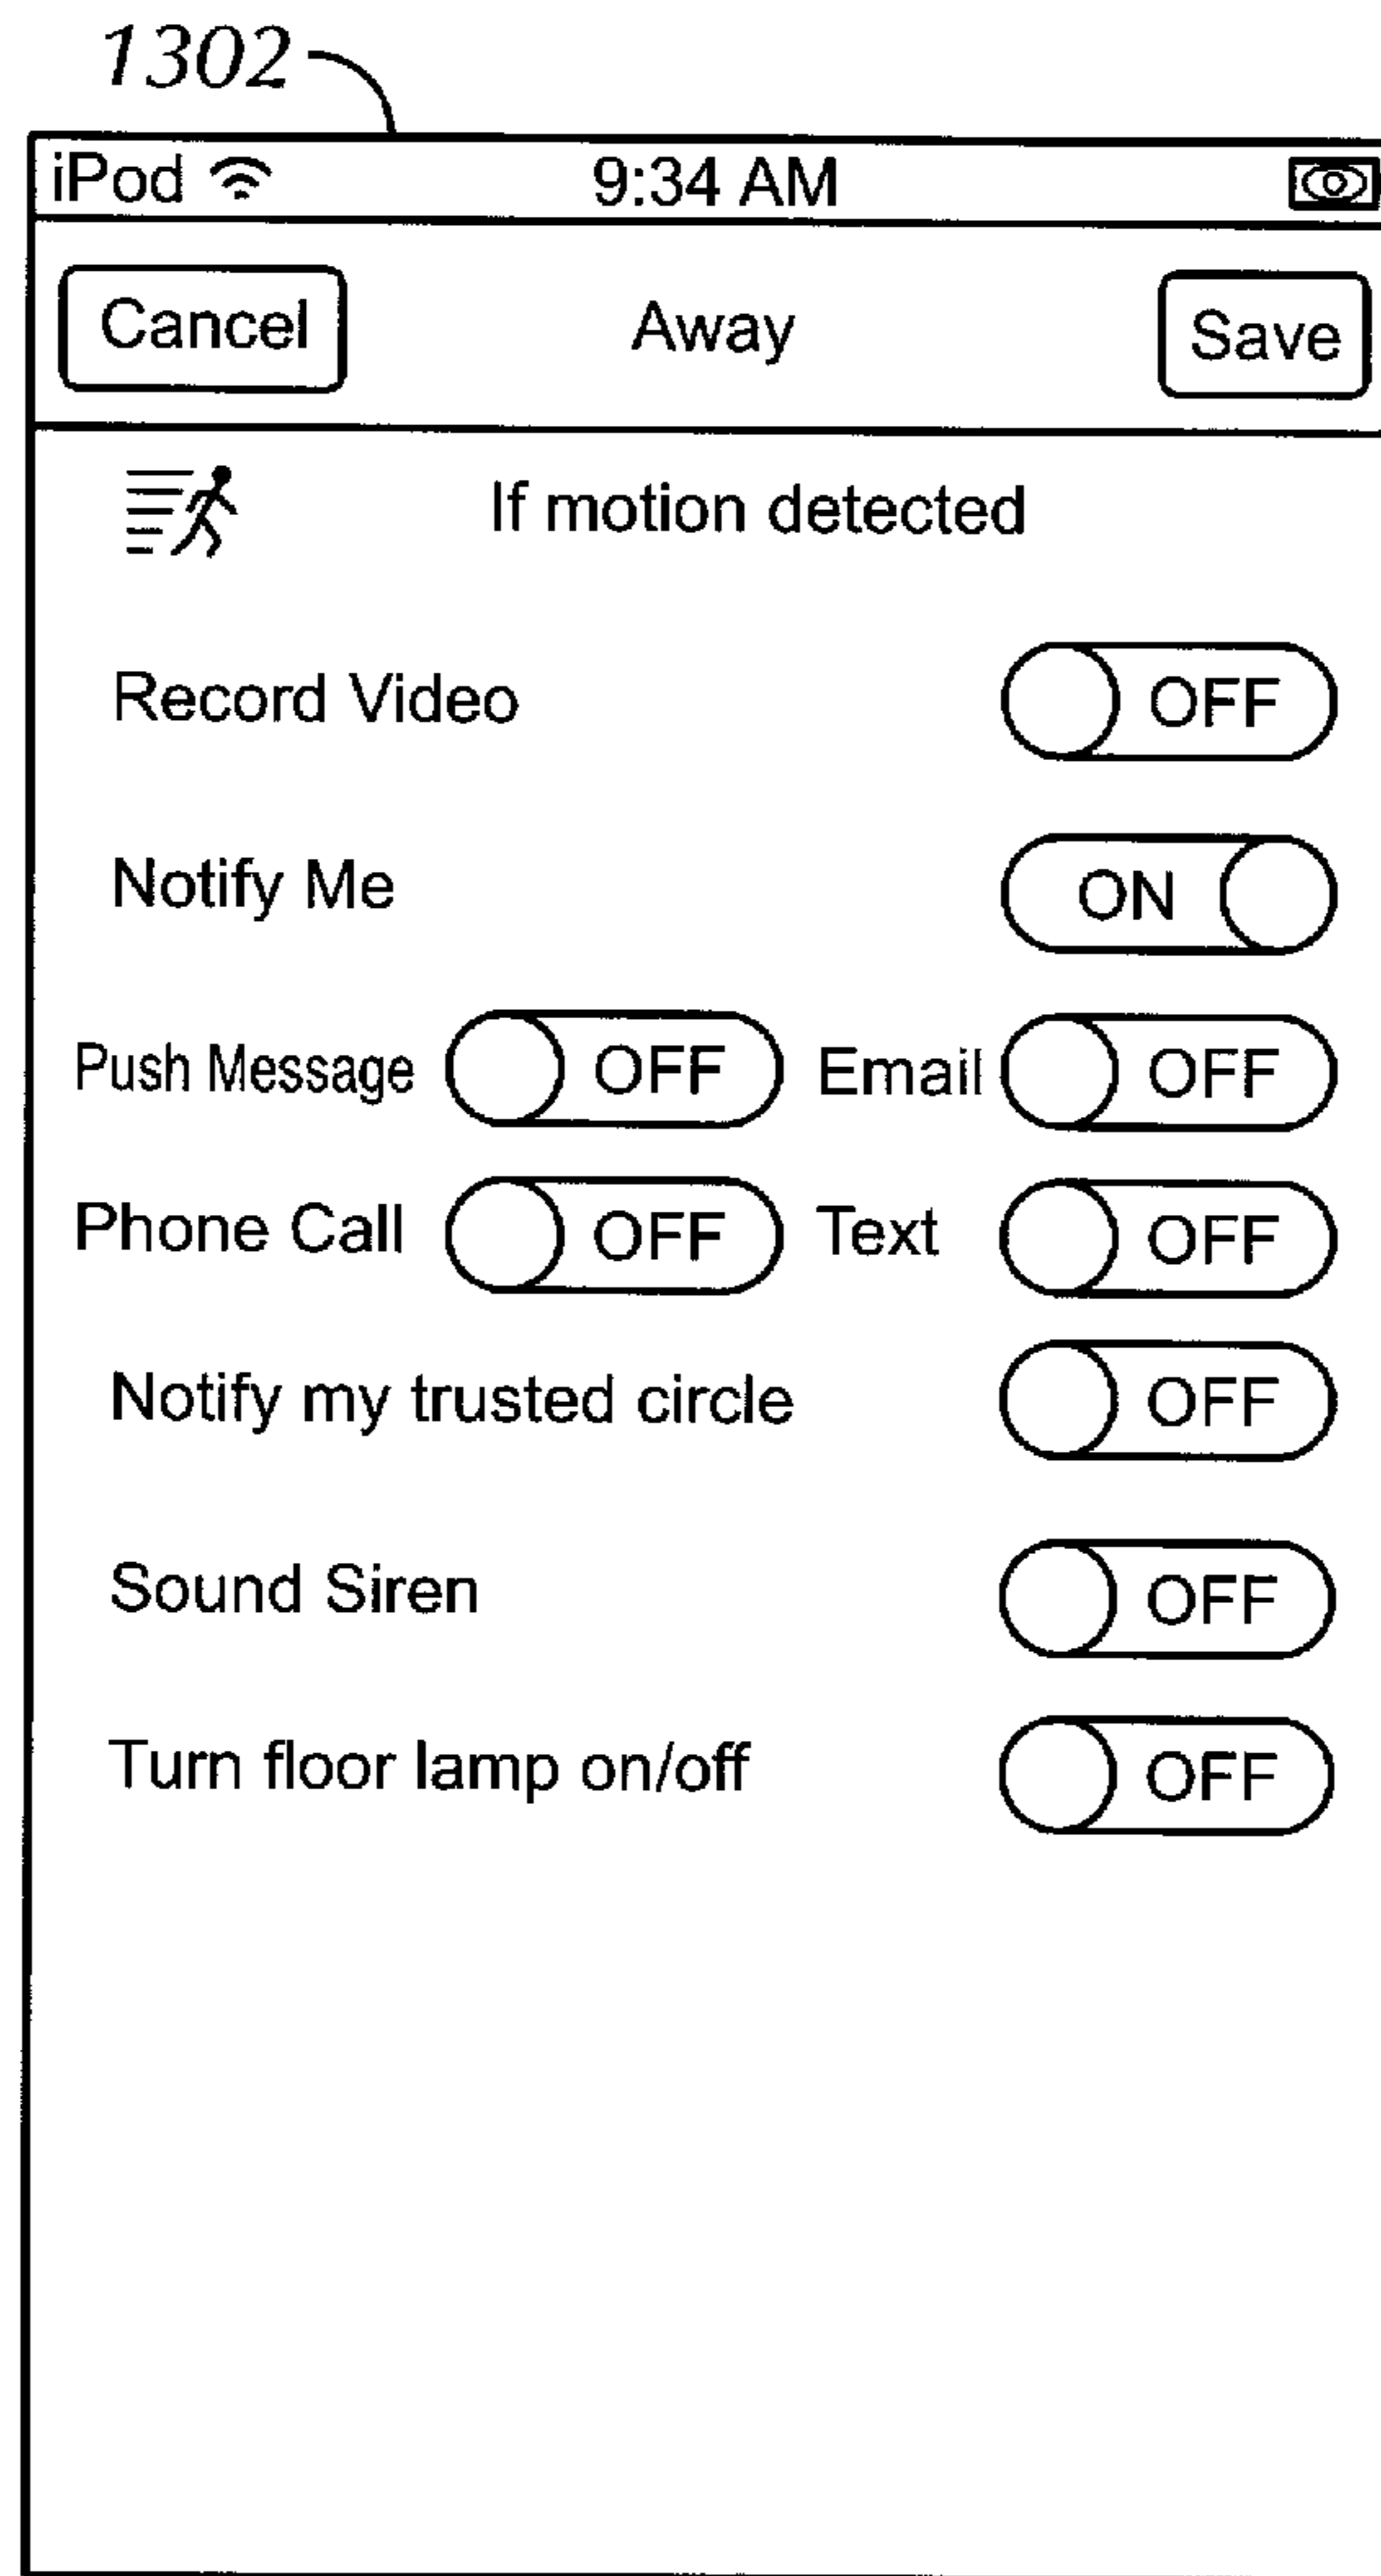 1302
iPod 9:34 AM
Cancel Away Save
If motion detected
Record Video OFF
Notify Me ON
Push Message OFF Email OFF
Phone Call OFF Text OFF
Notify my trusted circle OFF
Sound Siren OFF
Turn floor lamp on/off OFF